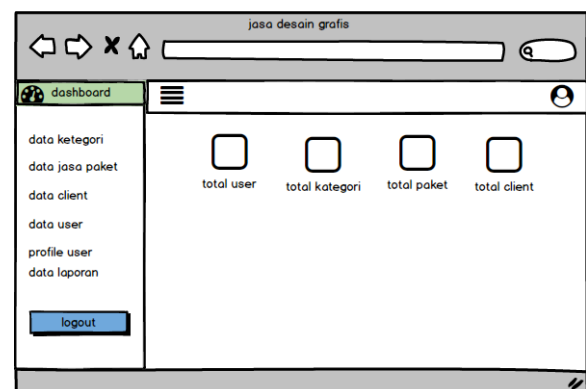 jasa desain grafis
dashboard
data ketegori
data jasa paket
data client
data user
profile user
data laporan
logout
total user
total kategori
total paket
total client